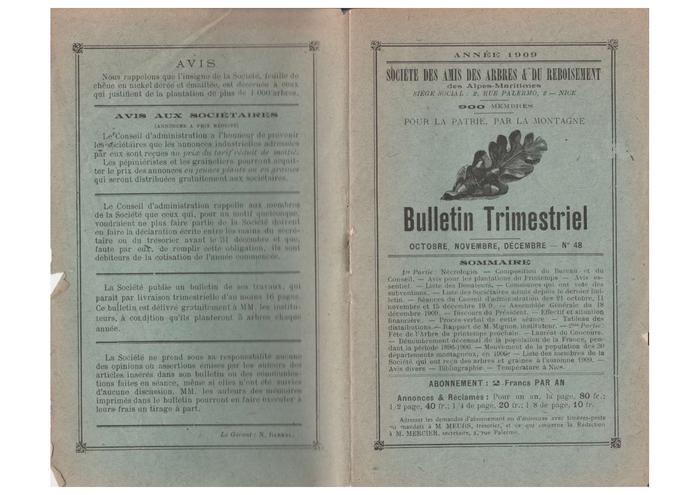 AVIS
Nous rappelons que l'insigne de la Société, feuille de
chêne en nickel dorée et émaillée, est décernée à ceux
qui justifient de la plantation de plus de 1 000 arbres.
AVIS AUX SOCIÉTAIRES
(ANNONCES A PRIX RÉDUIT)
Le Conseil d'administration a l'honneur de prévenir
les sociétaires que les annonces industrielles adressées
par eux sont reçues au prix du tarif réduit de moitié.
Les pépiniéristes et les grainetiers pourront acquit-
ter le prix des annonces en jeunes plants ou en graines
qui seront distribuées gratuitement aux sociétaires.
Le Conseil d'administration rappelle aux membres
de la Société que ceux qui, pour un motif quelconque,
voudraient ne plus faire partie de la Société doivent
en faire la déclaration écrite entre les mains du secré-
taire ou du trésorier avant le 31 décembre et que,
faute par eux, de remplir cette obligation, ils sont
débiteurs de la cotisation de l'année commencée.
La Société publie un bulletin de ses travaux, qui
paraît par livraison trimestrielle d'au moins 16 pages.
Ce bulletin est délivré gratuitement à MM. les institu-
teurs, à condition qu'ils planteront 5 arbres chaque
année.
La Société ne prend sous sa responsabilité aucune
des opinions ou assertions émises par les auteurs des
articles insérés dans son bulletin ou des communica-
tions faites en séance, même si elles n'ont été suivies
d'aucune discussion. MM. les auteurs des mémoires
imprimés dans le bulletin pourront en faire exécuter à
leurs frais un tirage à part.
Le Gérant : N.
ANNÉE 1909
SOCIÉTÉ DES AMIS DES ARBRES & DU REBOISEMENT
des Alpes-Maritimes
SIÈGE SOCIAL : 2, RUE PALERMO, 2 — NICE
900 MEMBRES
POUR LA PATRIE, PAR LA MONTAGNE
Bulletin Trimestriel
OCTOBRE, NOVEMBRE, DÉCEMBRE — N° 48
SOMMAIRE
1re Partie : Nécrologie. — Composition du Bureau et du
Conseil. — Avis pour les plantations de Printemps — Avis es-
sentiel. — Liste des Donateurs. — Communes qui ont voté des
subventions. — Liste des Sociétaires admis depuis le dernier bul-
letin. — Séances du Conseil d'administration des 21 octobre, 11
novembre et 15 décembre 1909. — Assemblée Générale du 18
décembre 1909. — Discours du Président. — Effectif et situation
financière. — Procès-verbal de cette séance — Tableau des
distributions. — Rapport de M. Mignon, instituteur. — 2me Partie :
Fête de l'Arbre du printemps prochain. — Lauréat du Concours.
— Dénombrement décennal de la population de la France, pen-
dant la période 1896-1906. — Mouvement de la population des 20
départements montagneux, en 1906. — Liste des membres de la
Société qui ont reçu des arbres et graines à l'automne 1909. —
Avis divers — Bibliographie. — Température à Nice.
ABONNEMENT : 2 Francs PAR AN
Annonces & Réclames : Pour un an, la page, 80 fr. ;
1/2 page, 40 fr. ; 1/4 de page, 20 fr. ; 1/8 de page, 10 fr.
Adresser les demandes d'abonnement ou d'annonces avec timbres-poste
ou mandats à M. MEURS, trésorier, et ce qui concerne la Rédaction
à M. MERCIER, secrétaire, 2, rue Palermo.